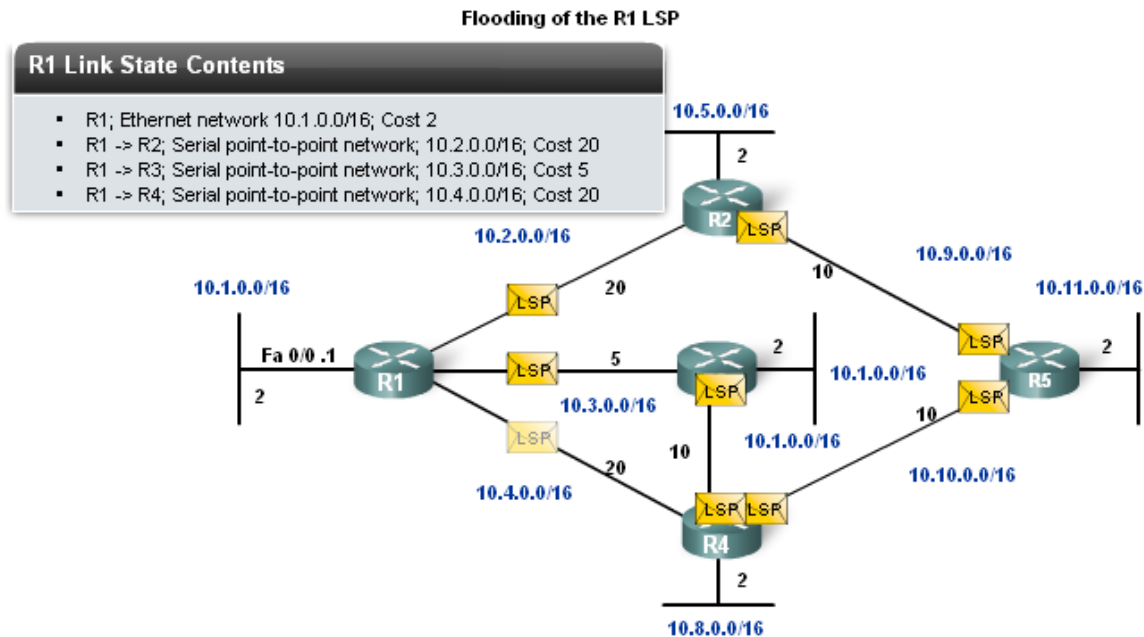 Flooding of the R1 LSP
R1 Link State Contents
▪ R1; Ethernet network 10.1.0.0/16; Cost 2
▪ R1 -> R2; Serial point-to-point network; 10.2.0.0/16; Cost 20
▪ R1 -> R3; Serial point-to-point network; 10.3.0.0/16; Cost 5
▪ R1 -> R4; Serial point-to-point network; 10.4.0.0/16; Cost 20
10.5.0.0/16
2
R2
LSP
10.2.0.0/16
10.9.0.0/16
10
20
10.1.0.0/16
10.11.0.0/16
LSP
LSP
Fa 0/0 .1
5
2
2
R1
LSP
LSP
10.1.0.0/16
R5
LSP
2
10.3.0.0/16
10
LSP
10.1.0.0/16
10
20
10.10.0.0/16
10.4.0.0/16
LSP
LSP
R4
2
10.8.0.0/16